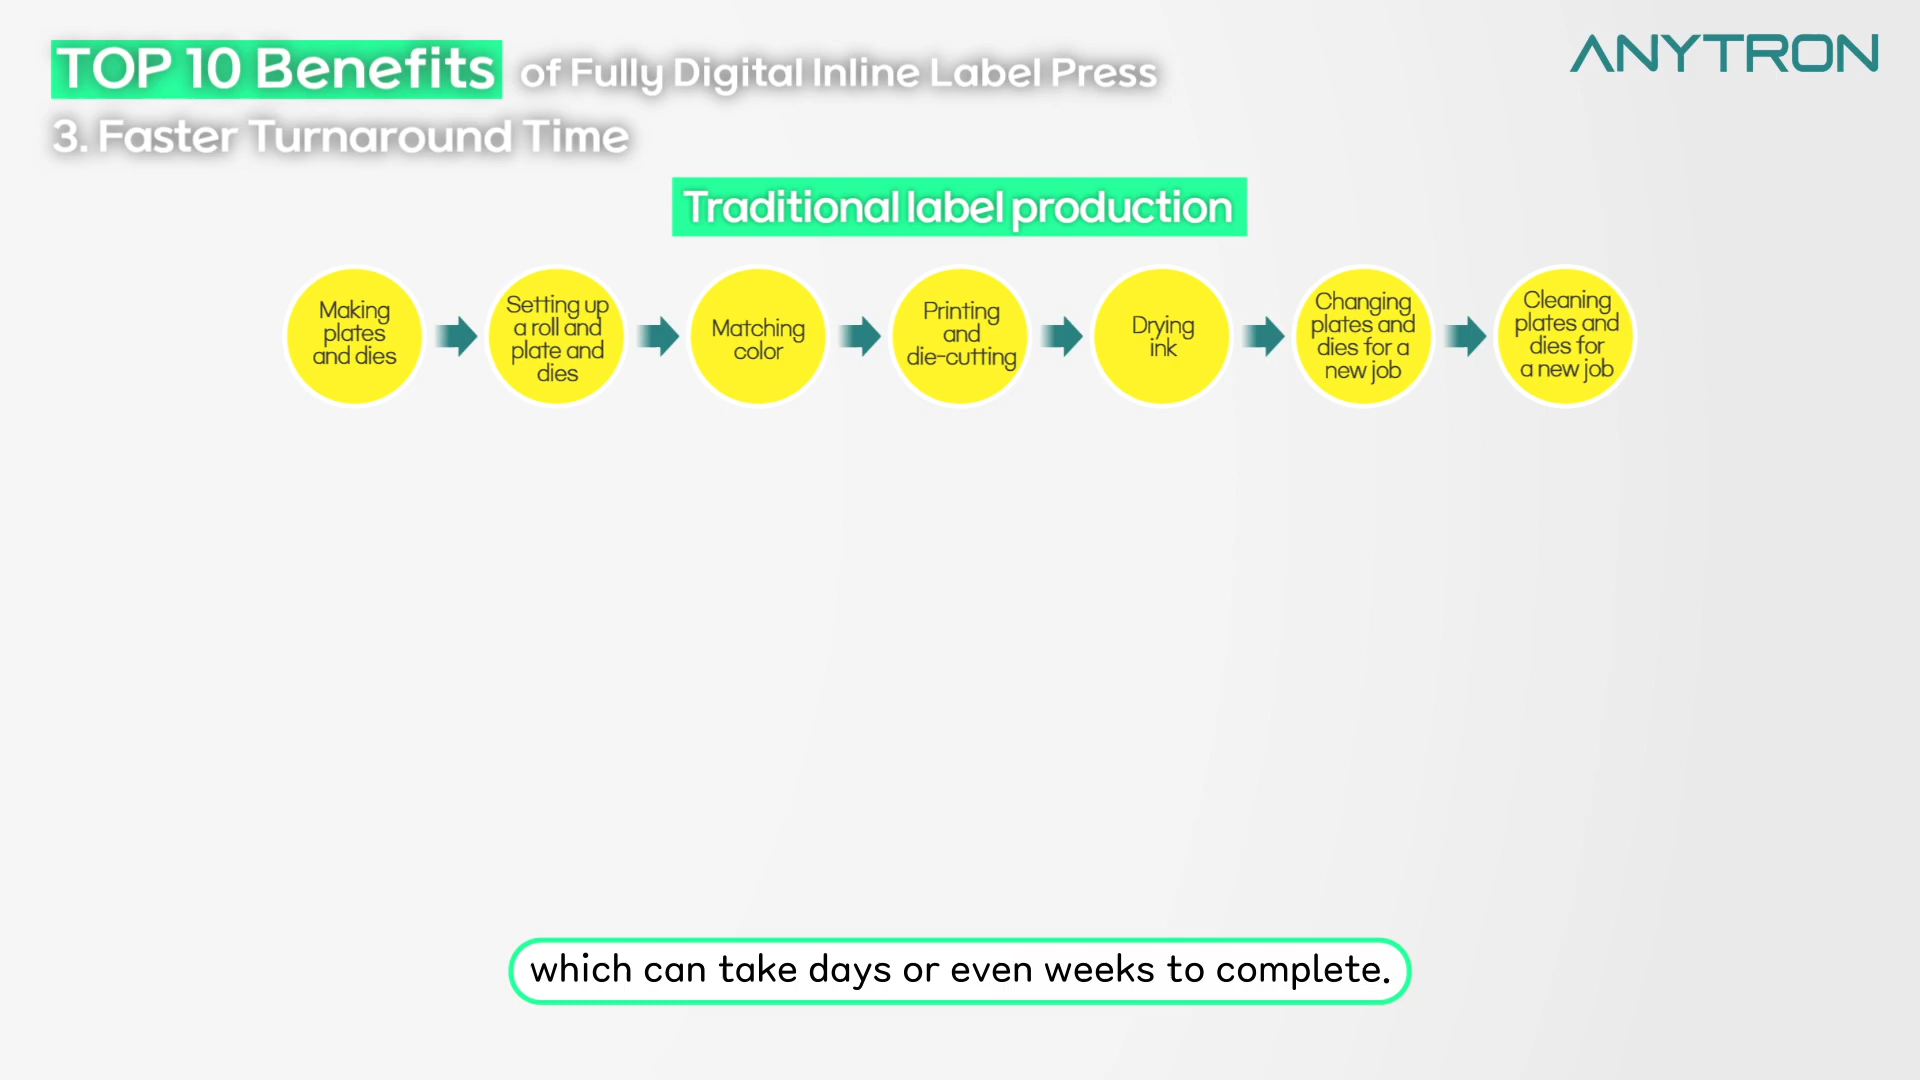 TOP 10 Benefits of Fully Digital Inline Label Press
ANYTRON
3. Faster Turnaround Time
Traditional label production
Making
plates
and dies
Setting up
a roll and
plate and
dies
Matching
color
Printing
and
die-cutting
Drying
ink
Changing
plates and
dies for a
new job
Cleaning
plates and
dies for
a new job
which can take days or even weeks to complete.